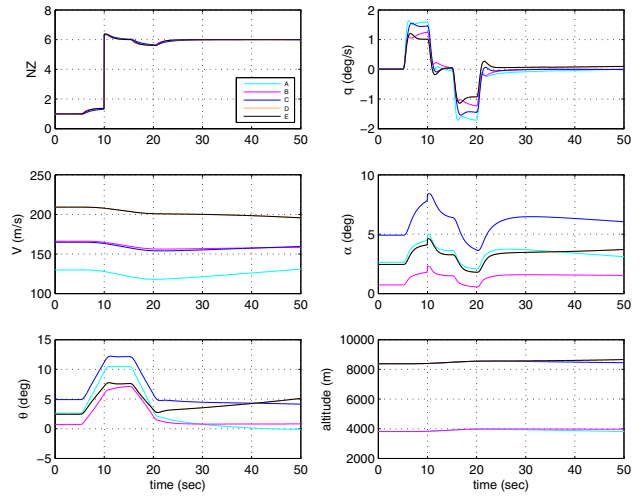 8
6
4
2
0
NZ
0 10 20 30 40 50
A
B
C
D
E
2
1
0
−1
−2
q (deg/s)
0 10 20 30 40 50
250
200
150
100
V (m/s)
0 10 20 30 40 50
10
5
0
α (deg)
0 10 20 30 40 50
15
10
5
0
−5
θ (deg)
0 10 20 30 40 50
time (sec)
10000
8000
6000
4000
2000
altitude (m)
0 10 20 30 40 50
time (sec)